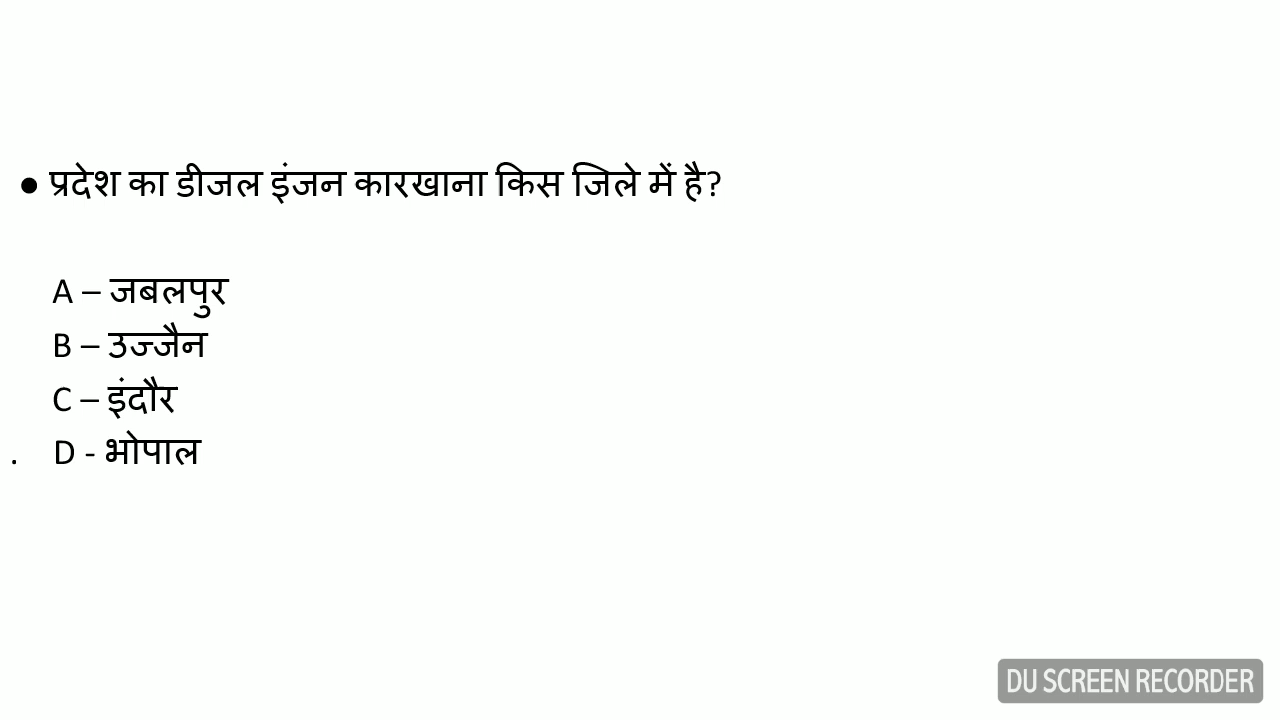 ● प्रदेश का डीजल इंजन कारखाना किस जिले में है?
A – जबलपुर
B – उज्जैन
C – इंदौर
. D - भोपाल
DU SCREEN RECORDER